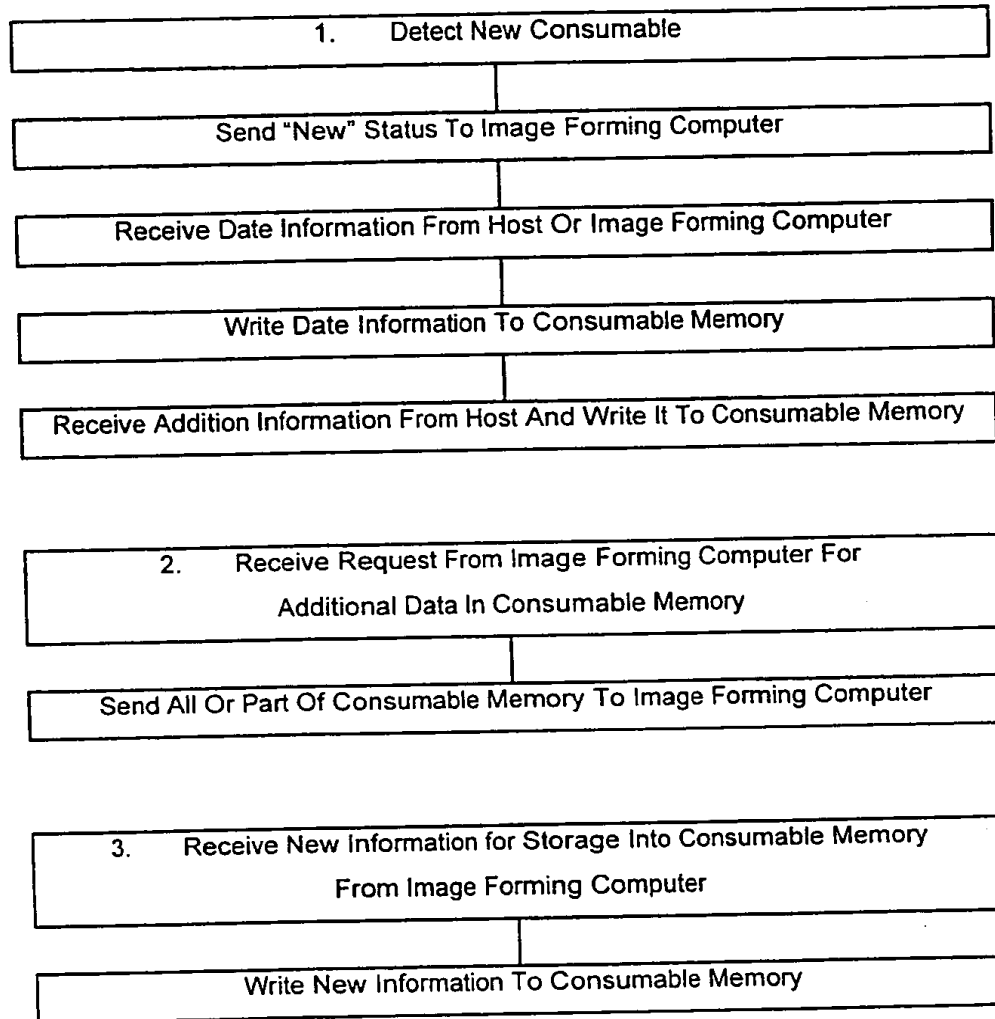 1. Detect New Consumable
Send "New" Status To Image Forming Computer
Receive Date Information From Host Or Image Forming Computer
Write Date Information To Consumable Memory
Receive Addition Information From Host And Write It To Consumable Memory
2. Receive Request From Image Forming Computer For
Additional Data In Consumable Memory
Send All Or Part Of Consumable Memory To Image Forming Computer
3. Receive New Information for Storage Into Consumable Memory
From Image Forming Computer
Write New Information To Consumable Memory